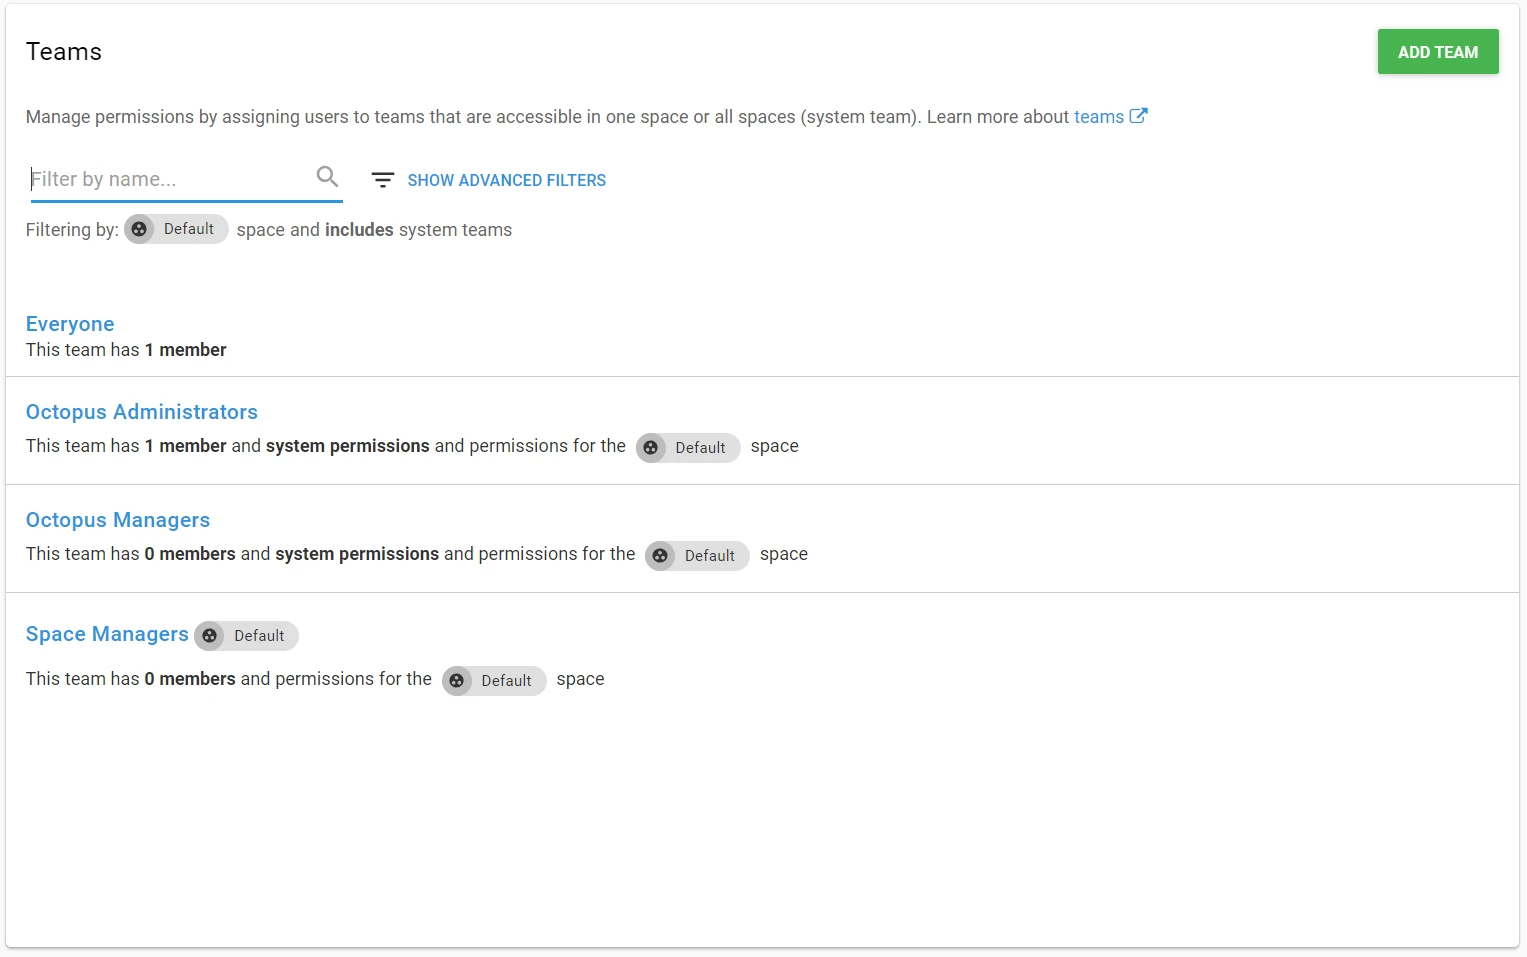 Teams
ADD TEAM
Manage permissions by assigning users to teams that are accessible in one space or all spaces (system team). Learn more about teams
Filter by name...
SHOW ADVANCED FILTERS
Filtering by: Default space and includes system teams
Everyone
This team has 1 member
Octopus Administrators
This team has 1 member and system permissions and permissions for the Default space
Octopus Managers
This team has 0 members and system permissions and permissions for the Default space
Space Managers Default
This team has 0 members and permissions for the Default space